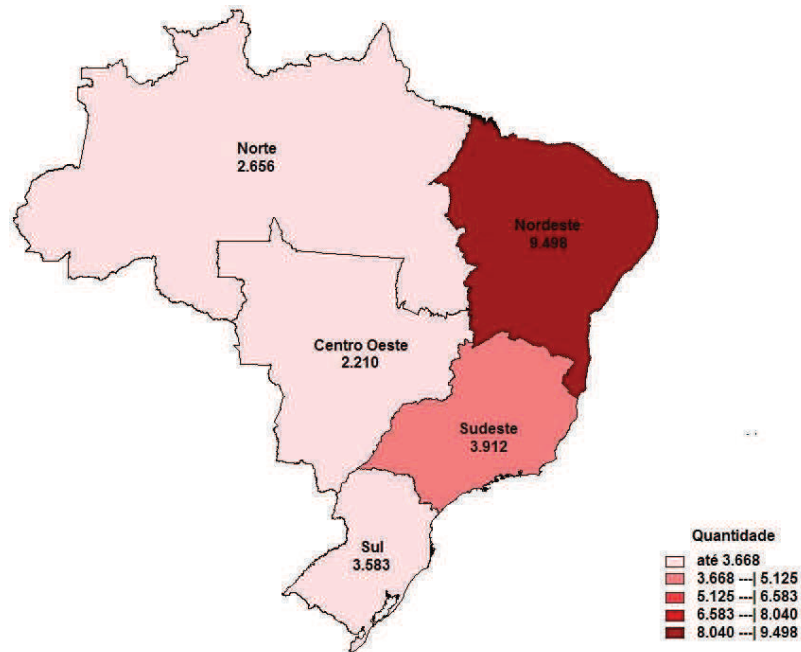 Norte
2.656
Nordeste
9.498
Centro Oeste
2.210
Sudeste
3.912
Sul
3.583
Quantidade
até 3.668
3.668 ---| 5.125
5.125 ---| 6.583
6.583 ---| 8.040
8.040 ---| 9.498